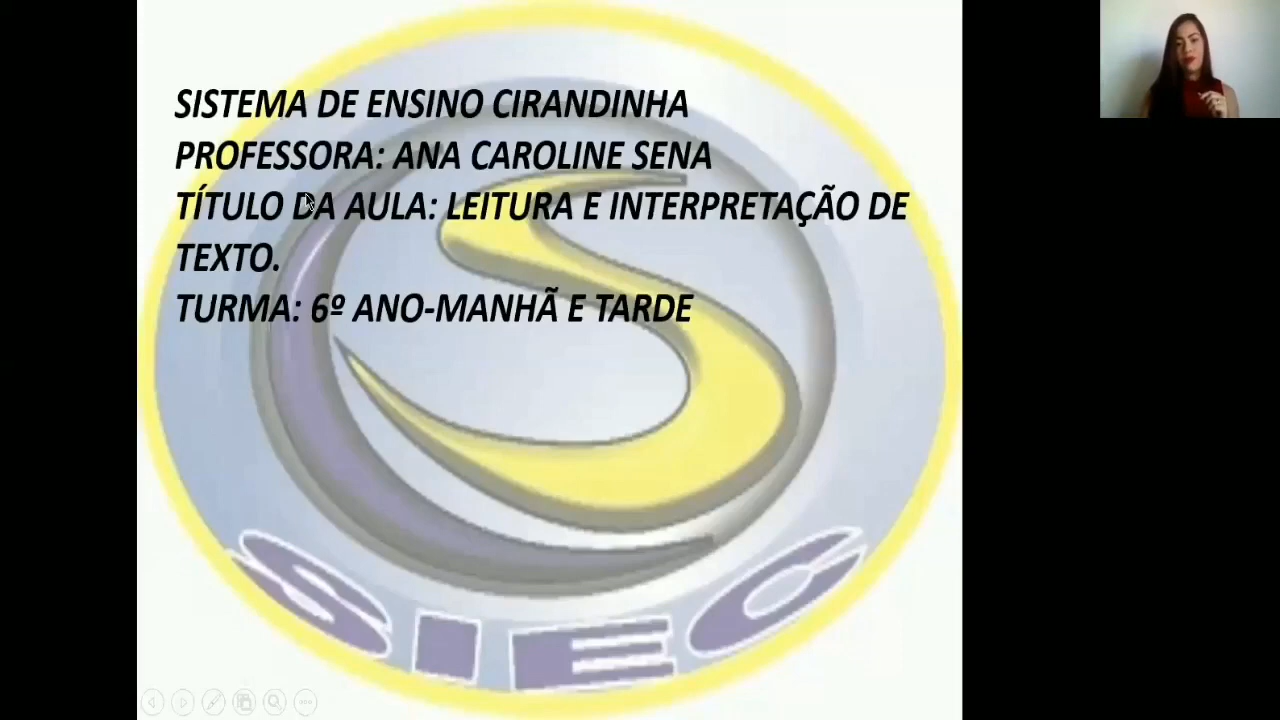 SISTEMA DE ENSINO CIRANDINHA
PROFESSORA: ANA CAROLINE SENA
TÍTULO DA AULA: LEITURA E INTERPRETAÇÃO DE
TEXTO.
TURMA: 6º ANO-MANHÃ E TARDE
SIEC